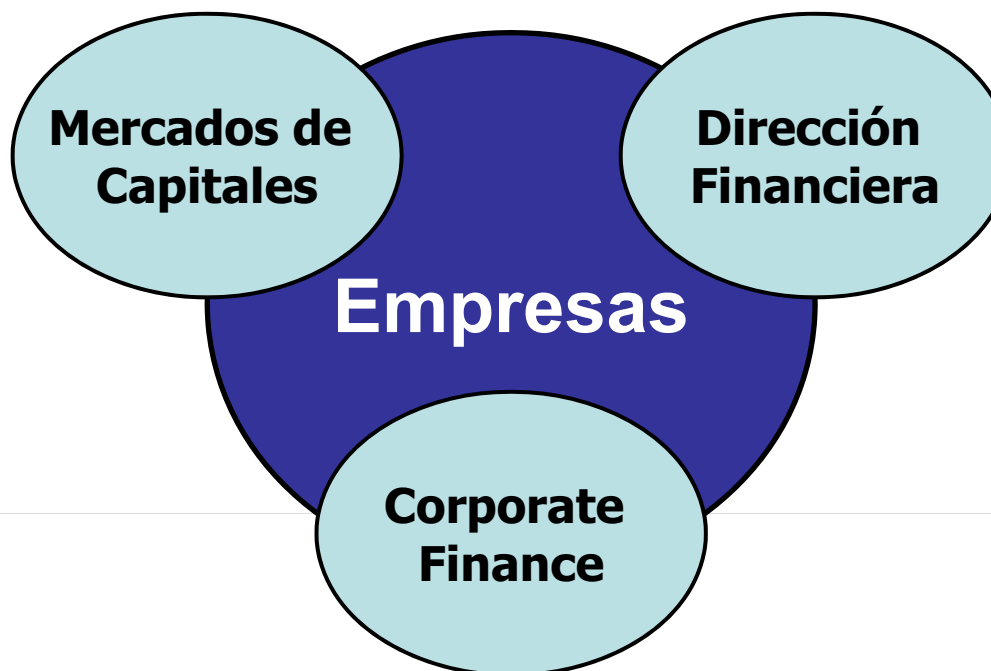 Mercados de
Capitales
Dirección
Financiera
Empresas
Corporate
Finance